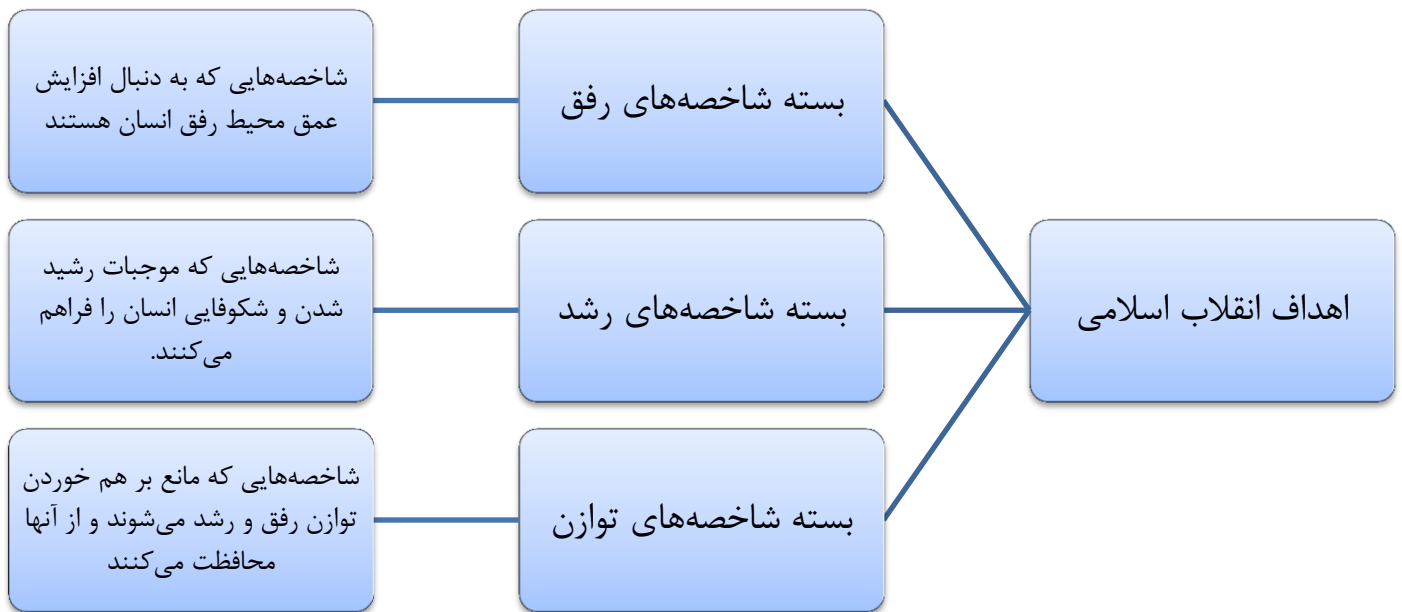 اهداف انقلاب اسلامی
بسته شاخصه‌های رفق
شاخصه‌هایی که به دنبال افزایش
عمق محیط رفق انسان هستند
بسته شاخصه‌های رشد
شاخصه‌هایی که موجبات رشید
شدن و شکوفایی انسان را فراهم
می‌کنند.
بسته شاخصه‌های توازن
شاخصه‌هایی که مانع بر هم خوردن
توازن رفق و رشد می‌شوند و از آنها
محافظت می‌کنند